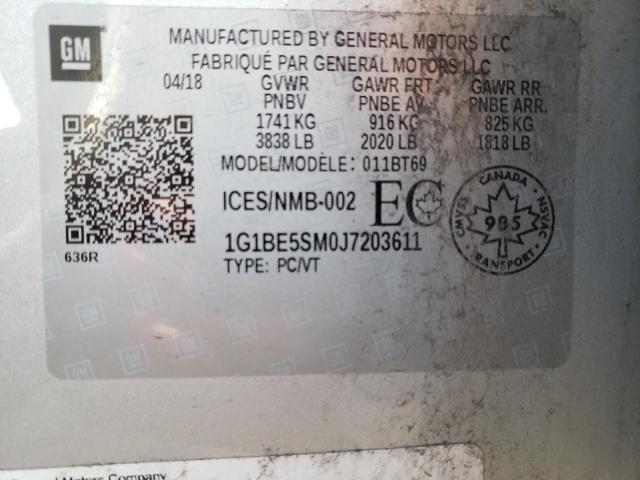 GM
MANUFACTURED BY GENERAL MOTORS LLC
FABRIQUÉ PAR GENERAL MOTORS LLC
04/18 GVWR GAWR FRT GAWR RR
PNBV PNBE AV PNBE ARR.
1741 KG 916 KG 825 KG
3838 LB 2020 LB 1818 LB
MODEL/MODÈLE: 011BT69
ICES/NMB-002 EC
CANADA
CMVSS 985 NSVAC
TRANSPORT
1G1BE5SM0J7203611
636R TYPE: PC/VT
Motors Company